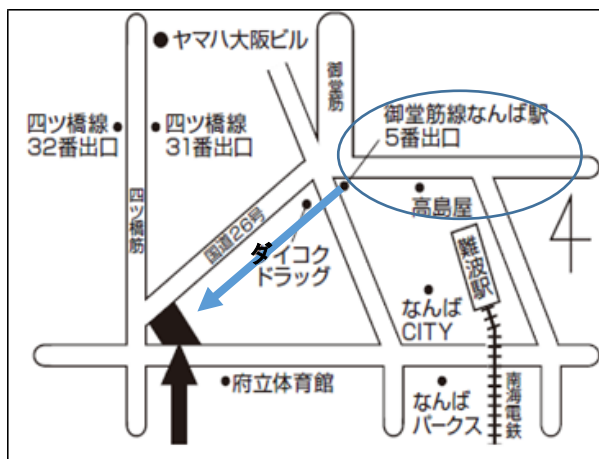 ヤマハ大阪ビル
御堂筋
御堂筋線なんば駅
5番出口
四ツ橋線
32番出口
四ツ橋線
31番出口
四ツ橋筋
国道26号
ダイコク
ドラッグ
高島屋
難波駅
なんば
CITY
府立体育館
なんば
パークス
南海電鉄